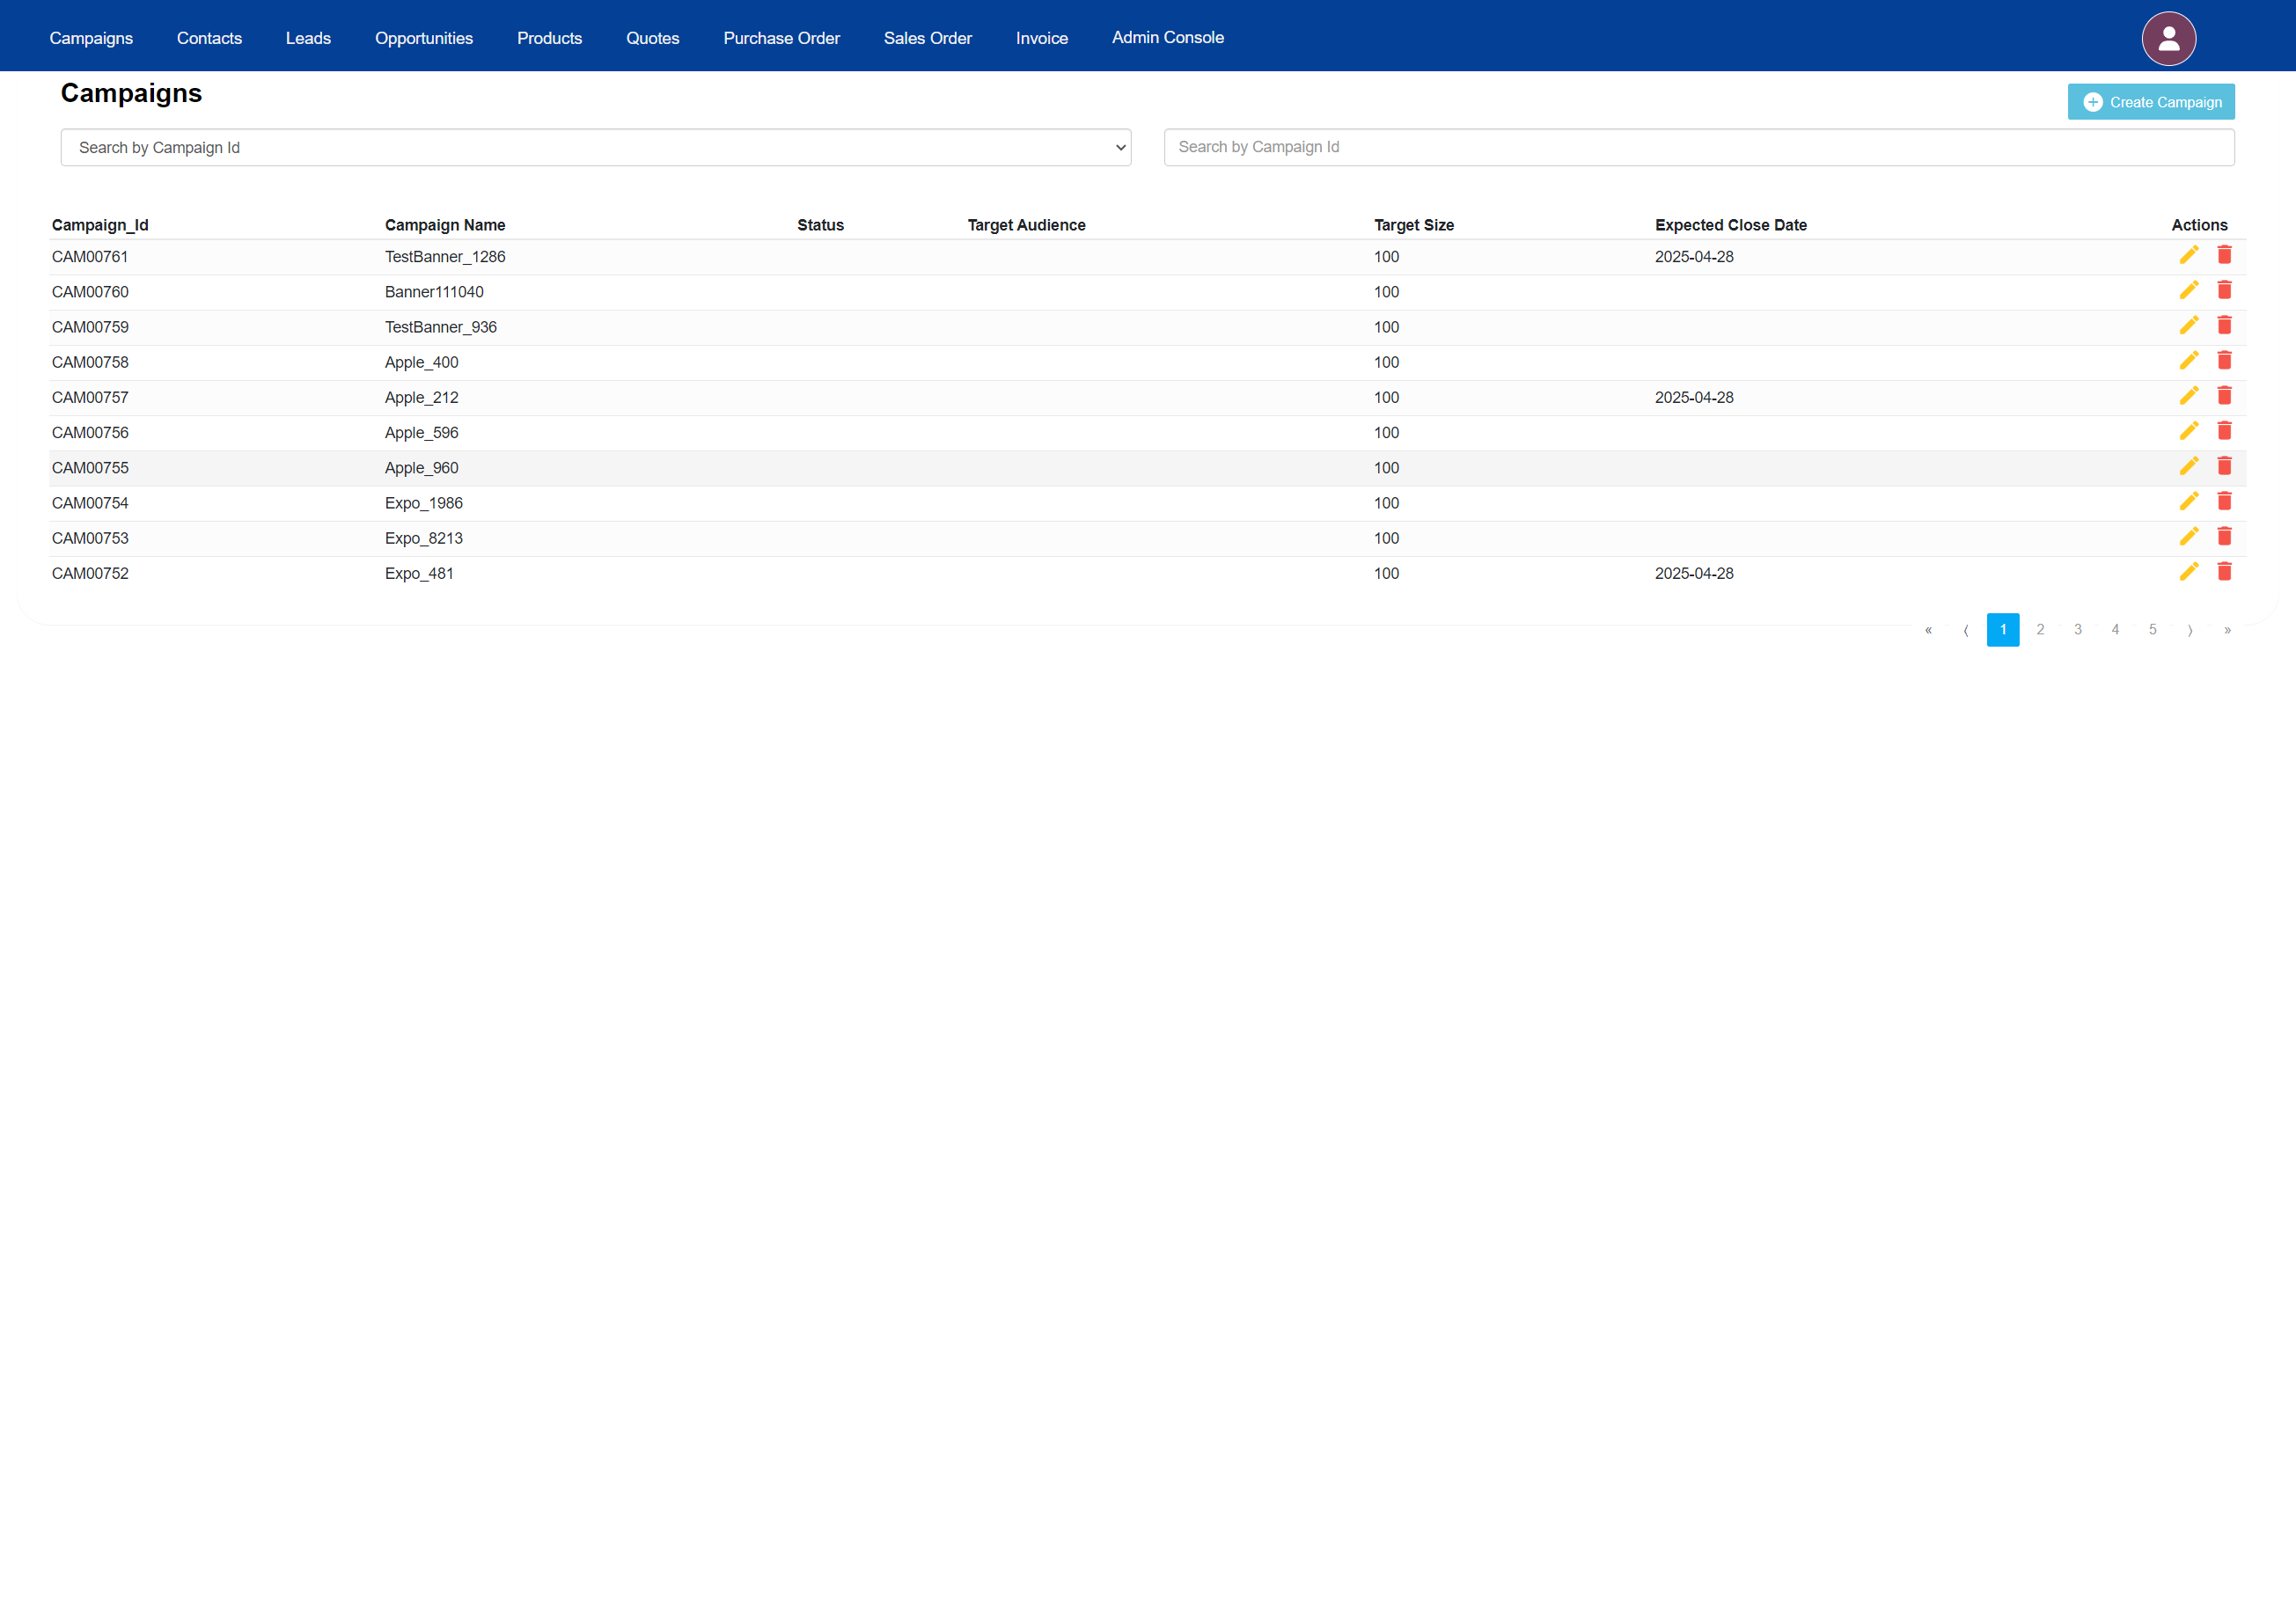 Campaigns Contacts Leads Opportunities Products Quotes Purchase Order Sales Order Invoice Admin Console
Campaigns
Create Campaign
Search by Campaign Id Search by Campaign Id
Campaign_Id Campaign Name Status Target Audience Target Size Expected Close Date Actions
CAM00761 TestBanner_1286 100 2025-04-28
CAM00760 Banner111040 100
CAM00759 TestBanner_936 100
CAM00758 Apple_400 100
CAM00757 Apple_212 100 2025-04-28
CAM00756 Apple_596 100
CAM00755 Apple_960 100
CAM00754 Expo_1986 100
CAM00753 Expo_8213 100
CAM00752 Expo_481 100 2025-04-28
« ⟨ 1 2 3 4 5 ⟩ »